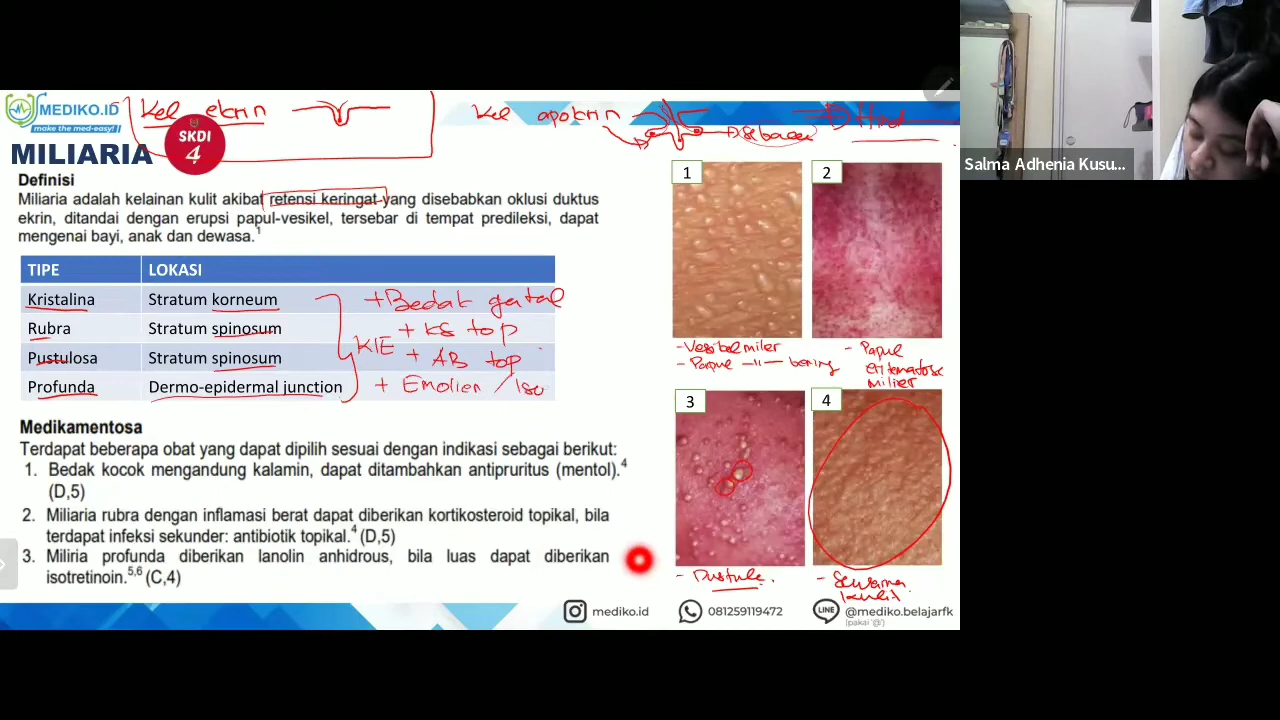 MEDIKO.ID
make the med-easy!
Kel ekrin
Kel apokrin
SKDI
4
MILIARIA
Salma Adhenia Kusu...
Definisi
Miliaria adalah kelainan kulit akibat retensi keringat yang disebabkan oklusi duktus
ekrin, ditandai dengan erupsi papul-vesikel, tersebar di tempat predileksi, dapat
mengenai bayi, anak dan dewasa.1
TIPE LOKASI
Kristalina Stratum korneum
Rubra Stratum spinosum
Pustulosa Stratum spinosum
Profunda Dermo-epidermal junction
+ Bedak gatal
+ KS top
KIE
+ AB top
+ Emolien / Iso
1
2
- Vesikel milier
- Papul
bening
- Papul
eritematosa
milier
3
4
- Pustule.
- Sewarna
kulit
Medikamentosa
Terdapat beberapa obat yang dapat dipilih sesuai dengan indikasi sebagai berikut:
1. Bedak kocok mengandung kalamin, dapat ditambahkan antipruritus (mentol).4
(D,5)
2. Miliaria rubra dengan inflamasi berat dapat diberikan kortikosteroid topikal, bila
terdapat infeksi sekunder: antibiotik topikal.4 (D,5)
3. Miliria profunda diberikan lanolin anhidrous, bila luas dapat diberikan
isotretinoin.5,6 (C,4)
mediko.id
081259119472
LINE
@mediko.belajarfk
(pakai '@')